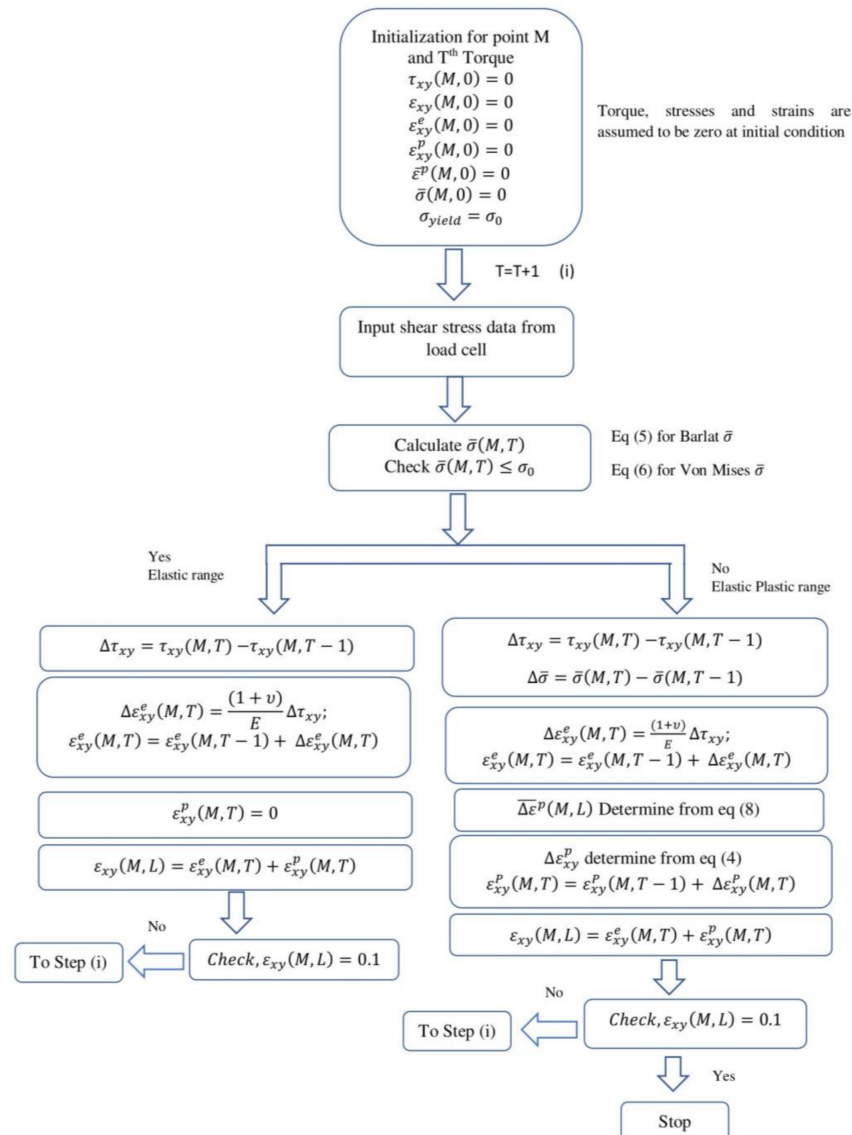 Initialization for point M
and Tᵗʰ Torque
τ_xy(M, 0) = 0
ε_xy(M, 0) = 0
ε^e_xy(M, 0) = 0
ε^p_xy(M, 0) = 0
ε̄^p(M, 0) = 0
σ̄(M, 0) = 0
σ_yield = σ_0
Torque, stresses and strains are
assumed to be zero at initial condition
T=T+1 (i)
Input shear stress data from
load cell
Calculate σ̄(M, T)
Check σ̄(M, T) ≤ σ_0
Eq (5) for Barlat σ̄
Eq (6) for Von Mises σ̄
Yes
Elastic range
No
Elastic Plastic range
Δτ_xy = τ_xy(M, T) −τ_xy(M, T − 1)
Δε^e_xy(M, T) = (1 + υ)/E Δτ_xy;
ε^e_xy(M, T) = ε^e_xy(M, T − 1) + Δε^e_xy(M, T)
ε^p_xy(M, T) = 0
ε_xy(M, L) = ε^e_xy(M, T) + ε^p_xy(M, T)
No
To Step (i)
Check, ε_xy(M, L) = 0.1
Δτ_xy = τ_xy(M, T) −τ_xy(M, T − 1)
Δσ̄ = σ̄(M, T) − σ̄(M, T − 1)
Δε^e_xy(M, T) = (1+υ)/E Δτ_xy;
ε^e_xy(M, T) = ε^e_xy(M, T − 1) + Δε^e_xy(M, T)
Δ̅ε̅^p(M, L) Determine from eq (8)
Δε^p_xy determine from eq (4)
ε^p_xy(M, T) = ε^p_xy(M, T − 1) + Δε^p_xy(M, T)
ε_xy(M, L) = ε^e_xy(M, T) + ε^p_xy(M, T)
No
To Step (i)
Check, ε_xy(M, L) = 0.1
Yes
Stop